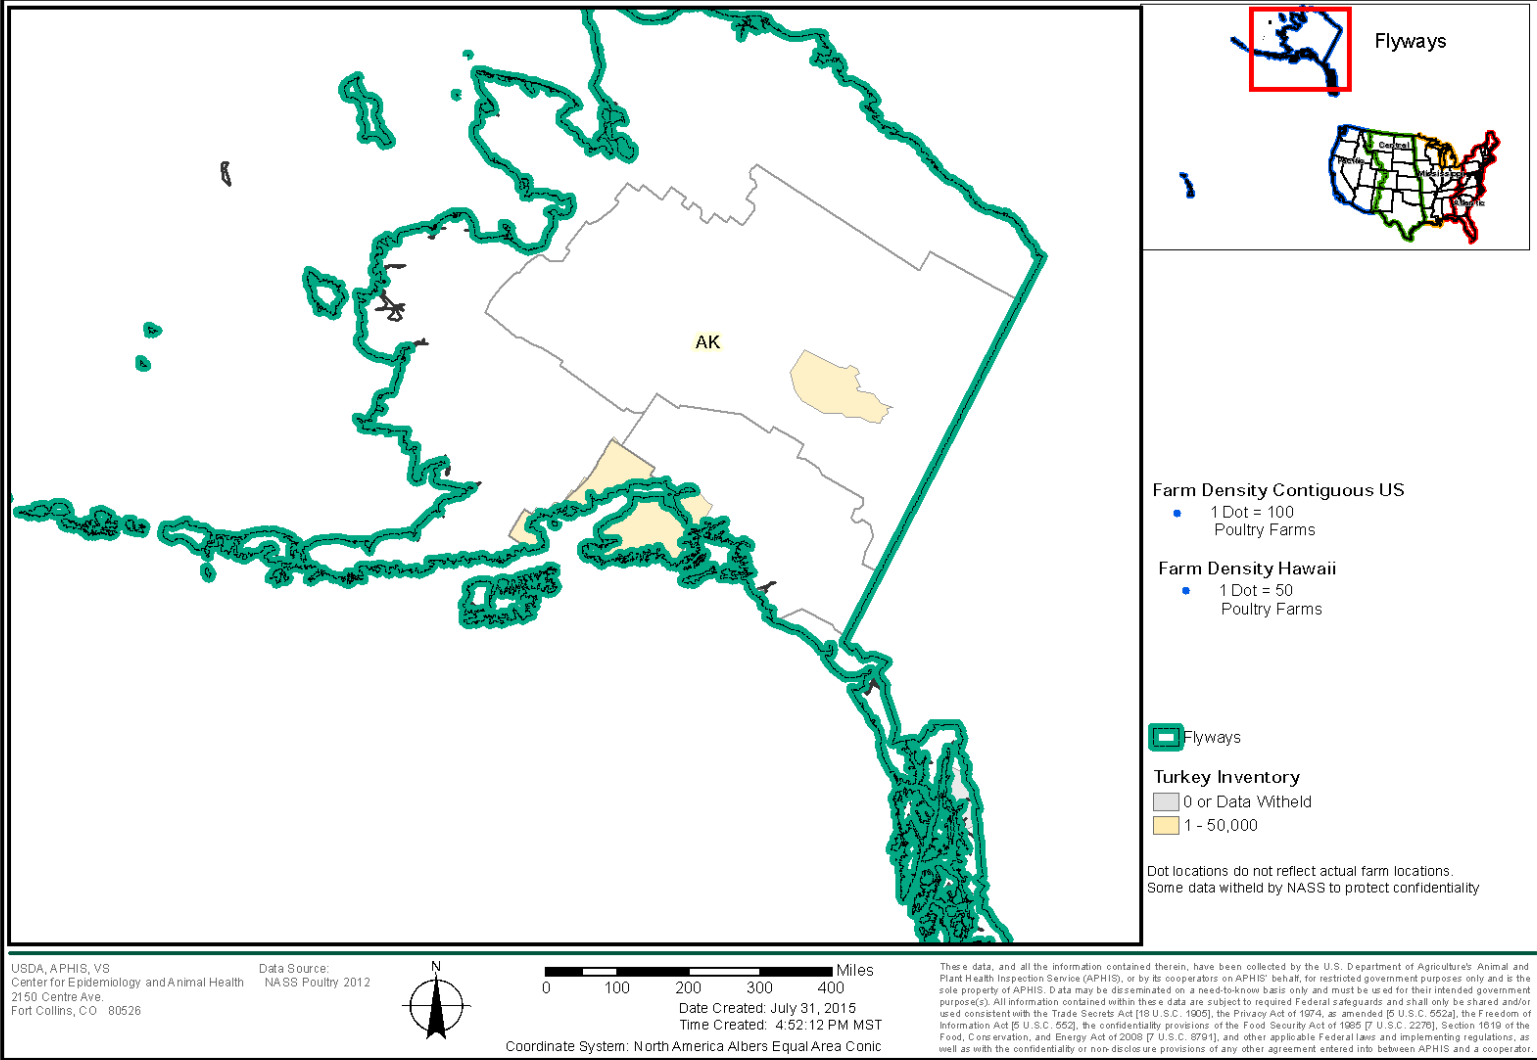 Flyways
Central
Pacific
Mississippi
Atlantic
AK
Farm Density Contiguous US
1 Dot = 100
Poultry Farms
Farm Density Hawaii
1 Dot = 50
Poultry Farms
Flyways
Turkey Inventory
0 or Data Witheld
1 - 50,000
Dot locations do not reflect actual farm locations.
Some data witheld by NASS to protect confidentiality
USDA, APHIS, VS
Center for Epidemiology and Animal Health
2150 Centre Ave.
Fort Collins, CO 80526
Data Source:
NASS Poultry 2012
N
Miles
0 100 200 300 400
Date Created: July 31, 2015
Time Created: 4:52:12 PM MST
Coordinate System: North America Albers Equal Area Conic
These data, and all the information contained therein, have been collected by the U.S. Department of Agriculture's Animal and
Plant Health Inspection Service (APHIS), or by its cooperators on APHIS' behalf, for restricted government purposes only and is the
sole property of APHIS. Data may be disseminated on a need-to-know basis only and must be used for their intended government
purpose(s). All information contained within these data are subject to required Federal safeguards and shall only be shared and/or
used consistent with the Trade Secrets Act [18 U.S.C. 1905], the Privacy Act of 1974, as amended [5 U.S.C. 552a], the Freedom of
Information Act [5 U.S.C. 552], the confidentiality provisions of the Food Security Act of 1985 [7 U.S.C. 2276], Section 1619 of the
Food, Conservation, and Energy Act of 2008 [7 U.S.C. 8791], and other applicable Federal laws and implementing regulations, as
well as with the confidentiality or non-disclosure provisions of any other agreement entered into between APHIS and a cooperator.